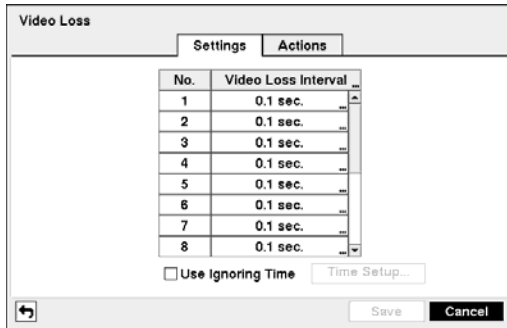 Video Loss
Settings Actions
No. Video Loss Interval ...
1 0.1 sec. ...
2 0.1 sec. ...
3 0.1 sec. ...
4 0.1 sec. ...
5 0.1 sec. ...
6 0.1 sec. ...
7 0.1 sec. ...
8 0.1 sec. ...
Use Ignoring Time Time Setup...
Save Cancel